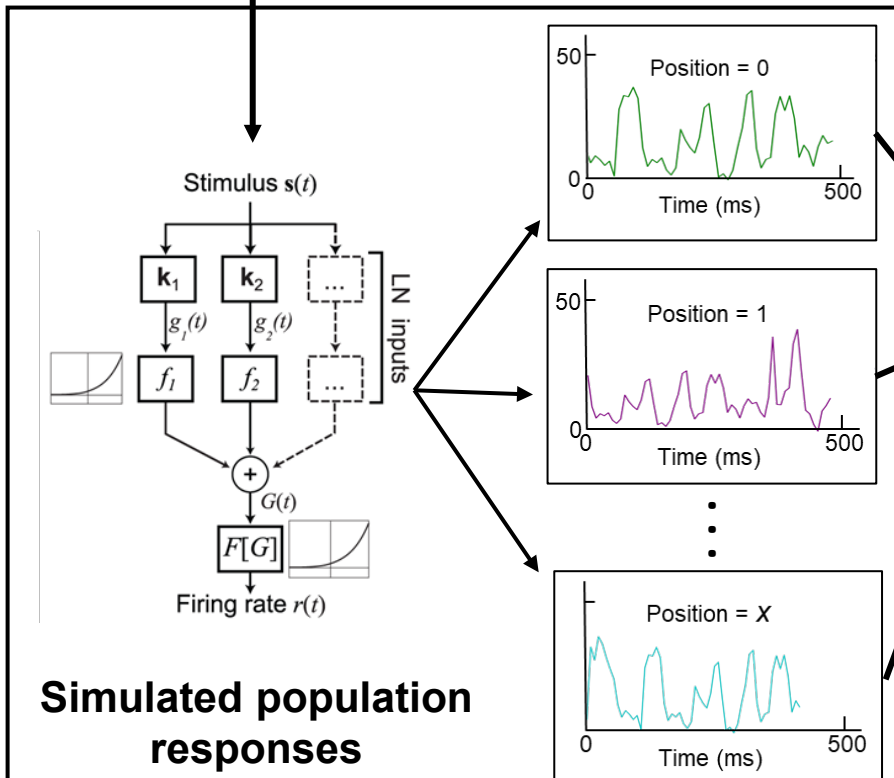 Stimulus s(t)
k₁
k₂
...
g₁(t)
g₂(t)
LN inputs
f₁
f₂
...
+
G(t)
F[G]
Firing rate r(t)
Simulated population
responses
50
Position = 0
0
0
500
Time (ms)
50
Position = 1
0
0
500
Time (ms)
Position = X
0
500
Time (ms)